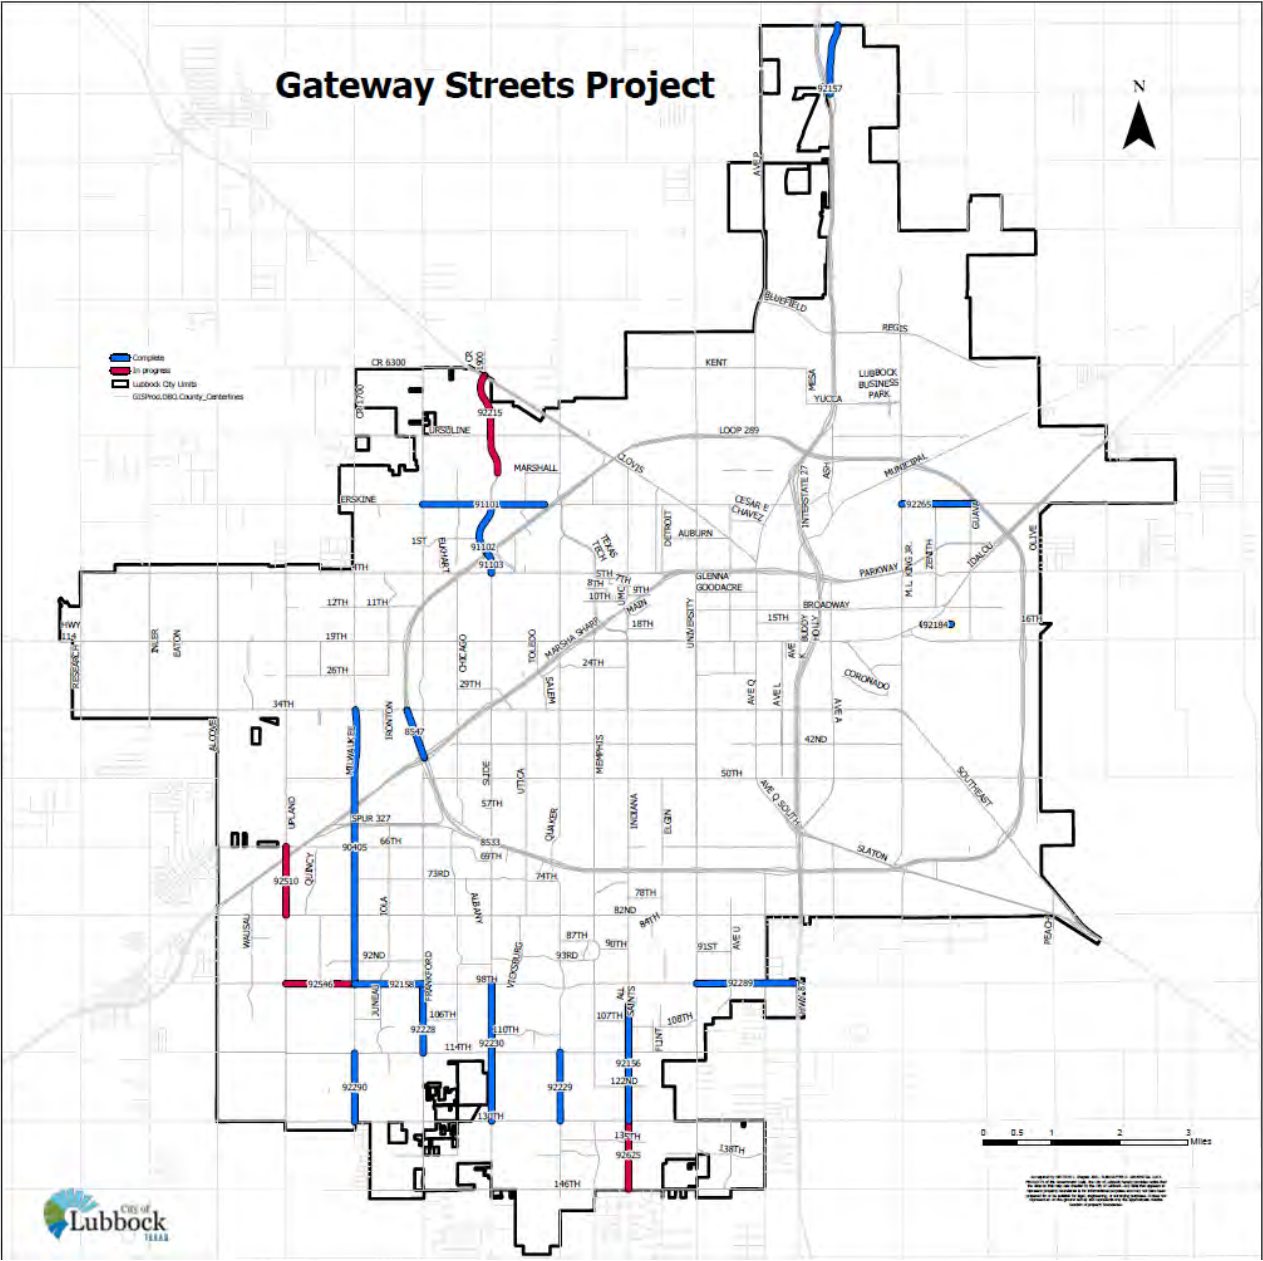 Gateway Streets Project
N
92157
AVE P
BLUEFIELD
REGIS
Complete
In progress
Lubbock City Limits
GISProd.DBO.County_Centerlines
CR 6300
CR 1900
CR 1700
KENT
MESA
LUBBOCK
BUSINESS
PARK
YUCCA
92215
URSULINE
LOOP 289
CLOVIS
MARSHALL
INTERSTATE 27
ASH
MUNICIPAL
ERSKINE
91101
CESAR E
CHAVEZ
92265
GUAVA
1ST
ELKHART
91102
91103
TEXAS
TECH
DETROIT
AUBURN
OLIVE
IDALOU
ZENITH
M.L. KING JR.
PARKWAY
4TH
5TH
7TH
8TH
9TH
10TH
UMC
MAIN
GLENNA
GOODACRE
BROADWAY
12TH
11TH
HWY
114
INLER
EATON
19TH
18TH
15TH
UNIVERSITY
AVE
K
BUDDY
HOLLY
92184
16TH
RESEARCH
26TH
CHICAGO
TOLEDO
MARSHA SHARP
24TH
29TH
SALEM
CORONADO
AVE Q
AVE L
AVE A
34TH
ALCOVE
MILWAUKEE
IRONTON
8547
MEMPHIS
42ND
SLIDE
UTICA
50TH
SOUTHEAST
AVE Q SOUTH
UPLAND
57TH
SPUR 327
QUAKER
INDIANA
ELGIN
90405
66TH
8533
69TH
SLATON
92510
QUINCY
73RD
74TH
78TH
IOLA
ALBANY
82ND
84TH
WAUSAU
87TH
90TH
AVE U
PEACH
92ND
FRANKFORD
VICKSBURG
93RD
91ST
92546
92158
98TH
92289
HWY 87
JUNEAU
ALL
SAINTS
106TH
107TH
108TH
92228
110TH
92230
FLINT
114TH
92290
92229
92156
122ND
130TH
135TH
138TH
92625
146TH
0 0.5 1 2 3
Miles
City of
Lubbock
TEXAS